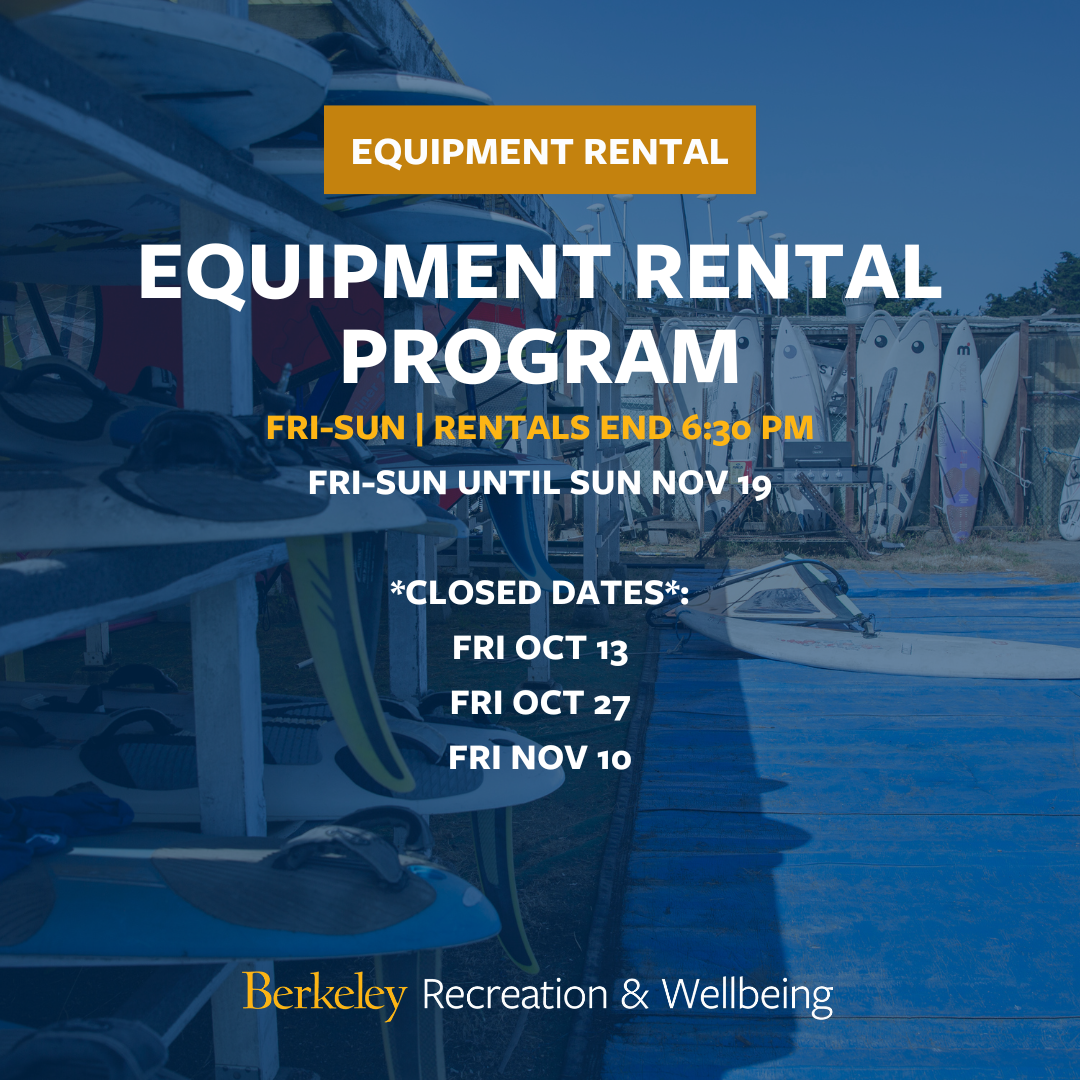 EQUIPMENT RENTAL
EQUIPMENT RENTAL
PROGRAM
FRI-SUN | RENTALS END 6:30 PM
FRI-SUN UNTIL SUN NOV 19
*CLOSED DATES*:
FRI OCT 13
FRI OCT 27
FRI NOV 10
Berkeley Recreation & Wellbeing